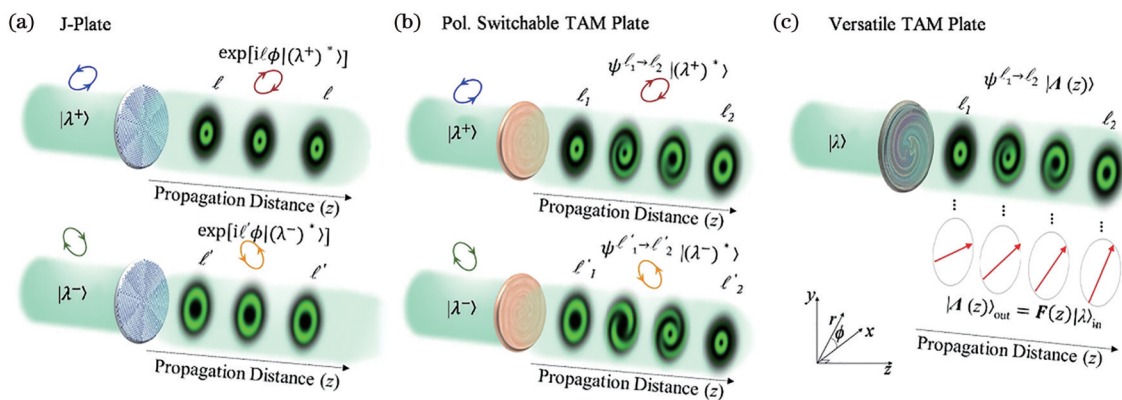 (a) J-Plate
exp[iℓϕ|(λ⁺)*⟩]
ℓ ℓ
|λ⁺⟩
Propagation Distance (z)
exp[iℓ'ϕ|(λ⁻)*⟩]
ℓ' ℓ'
|λ⁻⟩
Propagation Distance (z)
(b) Pol. Switchable TAM Plate
ψ^ℓ₁→ℓ₂ |(λ⁺)*⟩
ℓ₁ ℓ₂
|λ⁺⟩
Propagation Distance (z)
ψ^ℓ'₁→ℓ'₂ |(λ⁻)*⟩
ℓ'₁ ℓ'₂
|λ⁻⟩
Propagation Distance (z)
(c) Versatile TAM Plate
ψ^ℓ₁→ℓ₂ |Λ(z)⟩
ℓ₁ ℓ₂
|λ⟩
|Λ(z)⟩out = F(z)|λ⟩in
y r ϕ x z
Propagation Distance (z)